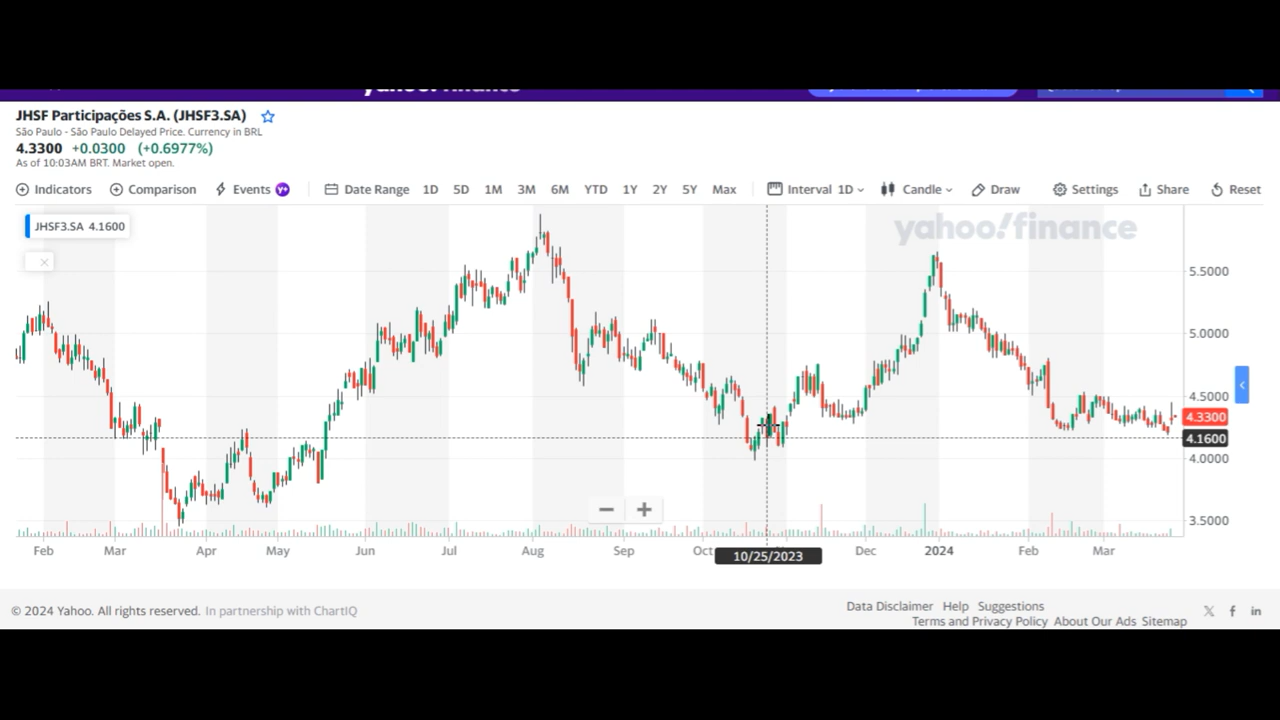 JHSF Participações S.A. (JHSF3.SA)
São Paulo - São Paulo Delayed Price. Currency in BRL
4.3300 +0.0300 (+0.6977%)
As of 10:03AM BRT. Market open.
Indicators Comparison Events Y+ Date Range 1D 5D 1M 3M 6M YTD 1Y 2Y 5Y Max Interval 1D Candle Draw Settings Share Reset
JHSF3.SA 4.1600
yahoo!finance
5.5000
5.0000
4.5000
4.3300
4.1600
4.0000
3.5000
Feb Mar Apr May Jun Jul Aug Sep Oct Dec 2024 Feb Mar
10/25/2023
© 2024 Yahoo. All rights reserved. In partnership with ChartIQ
Data Disclaimer Help Suggestions
Terms and Privacy Policy About Our Ads Sitemap